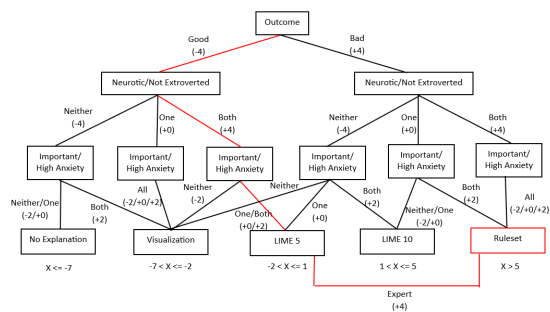 Outcome
Good
(-4)
Bad
(+4)
Neurotic/Not Extroverted
Neurotic/Not Extroverted
Neither
(-4)
One
(+0)
Both
(+4)
Neither
(-4)
One
(+0)
Both
(+4)
Important/
High Anxiety
Important/
High Anxiety
Important/
High Anxiety
Important/
High Anxiety
Important/
High Anxiety
Important/
High Anxiety
Neither/One
(-2/+0)
Both
(+2)
All
(-2/+0/+2)
Neither
(-2)
One/Both
(+0/+2)
Neither
One
(+0)
Both
(+2)
Neither/One
(-2/+0)
Both
(+2)
All
(-2/+0/+2)
No Explanation
Visualization
LIME 5
LIME 10
Ruleset
X <= -7
-7 < X <= -2
-2 < X <= 1
1 < X <= 5
X > 5
Expert
(+4)